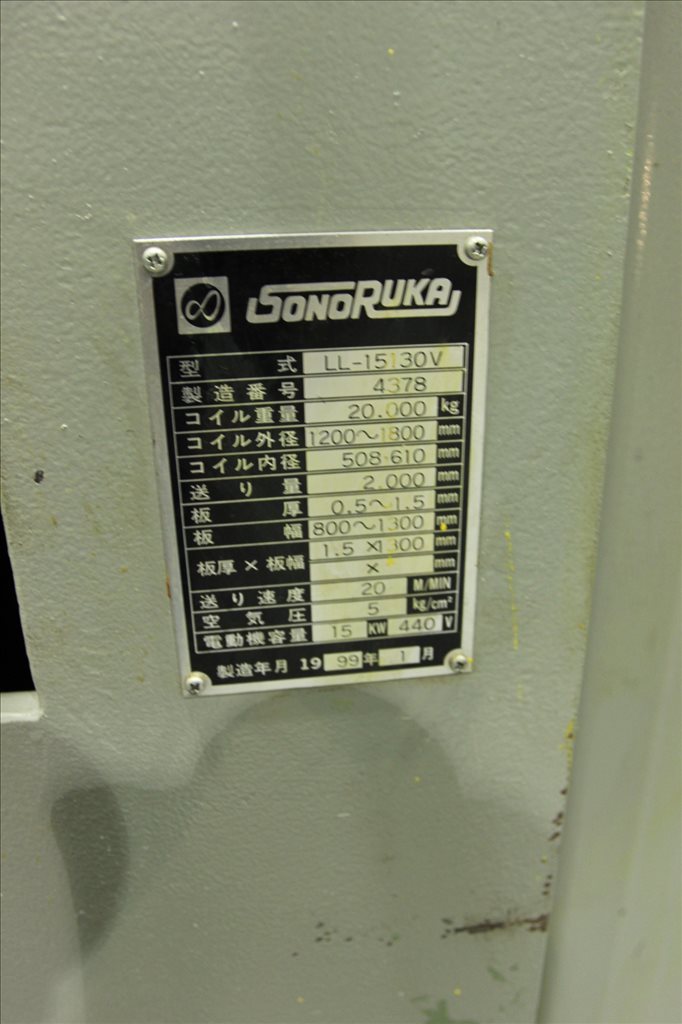 SONORUKA
型式 LL-15130V
製造番号 4378
コイル重量 20.000 kg
コイル外径 1200～1800 mm
コイル内径 508·610 mm
送り量 2.000 mm
板厚 0.5～1.5 mm
板幅 800～1300 mm
板厚×板幅 1.5 ×1300 mm
× mm
送り速度 20 M/MIN
空気圧 5 kg/cm²
電動機容量 15 KW 440 V
製造年月 19 99年 1月